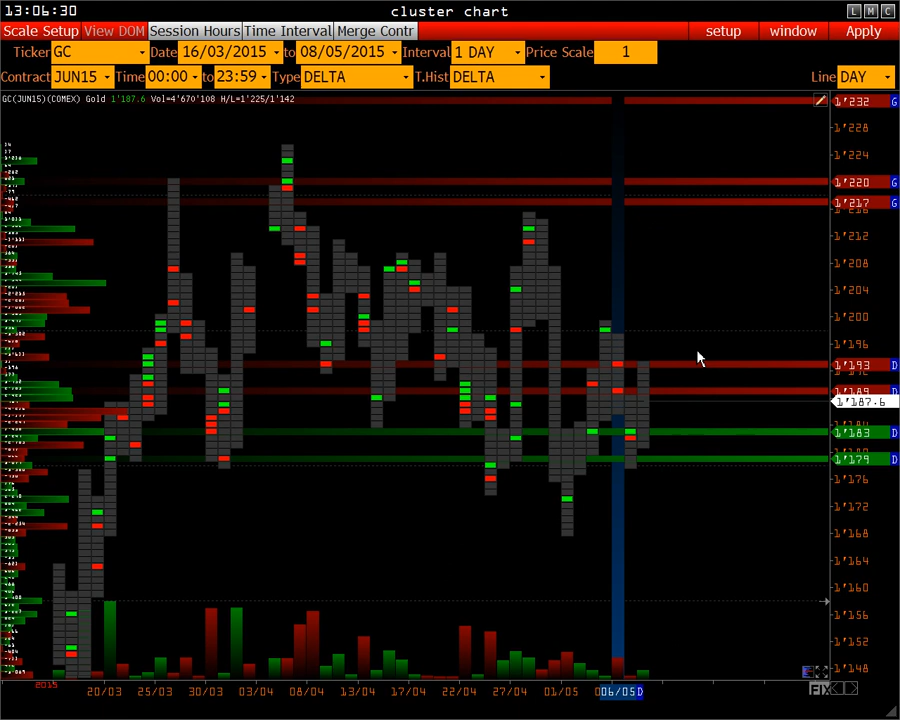 13:06:30 cluster chart L M C
Scale Setup View DOM Session Hours Time Interval Merge Contr setup window Apply
Ticker GC Date 16/03/2015 to 08/05/2015 Interval 1 DAY Price Scale 1
Contract JUN15 Time 00:00 to 23:59 Type DELTA T.Hist DELTA Line DAY
GC(JUN15)(COMEX) Gold 1'187.6 Vol=4'670'108 H/L=1'225/1'142
1'232 G
1'228
1'224
1'220 G
1'217 G
1'212
1'208
1'204
1'200
1'196
1'193 D
1'189 D
1'187.6
1'183 D
1'179 D
1'176
1'172
1'168
1'164
1'160
1'156
1'152
1'148
FIX
2015 20/03 25/03 30/03 03/04 08/04 13/04 17/04 22/04 27/04 01/05 06/05 D